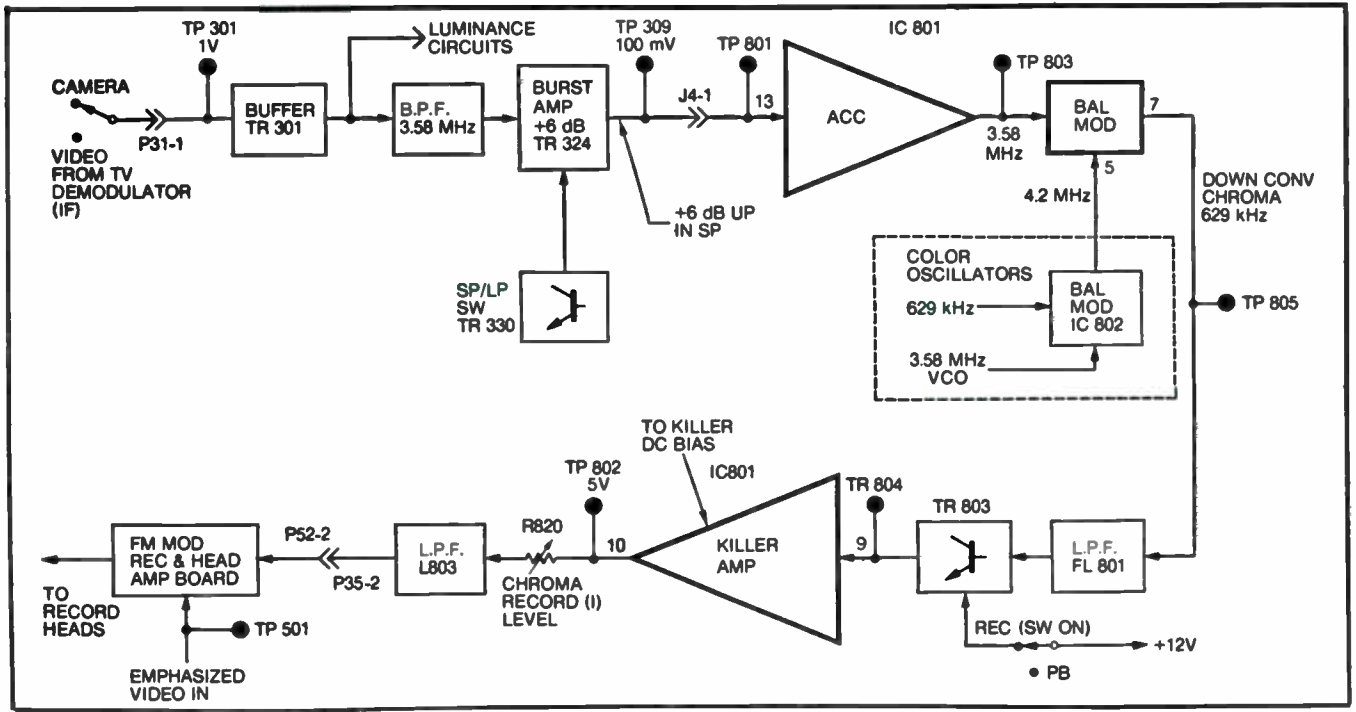 TP 301
1V
LUMINANCE
CIRCUITS
TP 309
100 mV
TP 801
IC 801
TP 803
CAMERA
P31-1
BUFFER
TR 301
B.P.F.
3.58 MHz
BURST
AMP
+6 dB
TR 324
J4-1
13
ACC
3.58
MHz
BAL
MOD
7
5
VIDEO
FROM TV
DEMODULATOR
(IF)
+6 dB UP
IN SP
4.2 MHz
DOWN CONV
CHROMA
629 kHz
SP/LP
SW
TR 330
COLOR
OSCILLATORS
629 kHz
BAL
MOD
IC 802
3.58 MHz
VCO
TP 805
TO KILLER
DC BIAS
IC801
TP 802
5V
TR 804
TR 803
FM MOD
REC & HEAD
AMP BOARD
P52-2
P35-2
L.P.F.
L803
R820
10
KILLER
AMP
9
L.P.F.
FL 801
CHROMA
RECORD (I)
LEVEL
TO
RECORD
HEADS
TP 501
REC (SW ON)
+12V
PB
EMPHASIZED
VIDEO IN